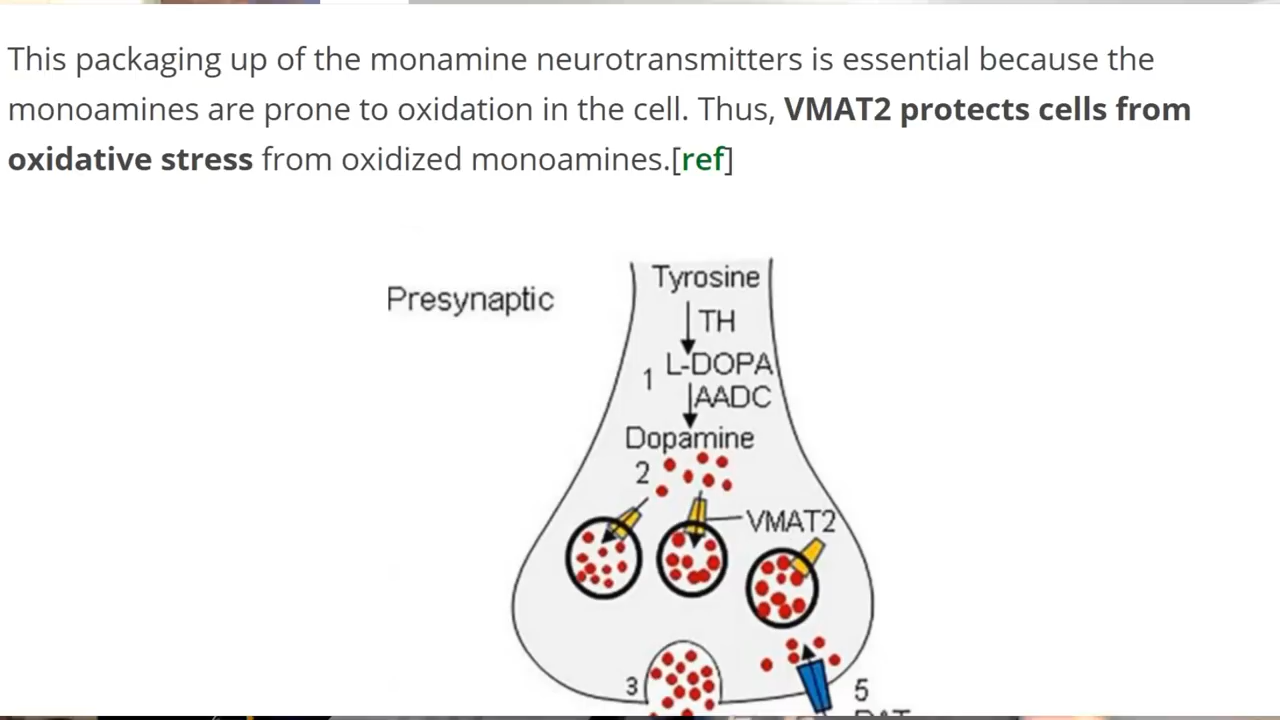 This packaging up of the monamine neurotransmitters is essential because the
monoamines are prone to oxidation in the cell. Thus, VMAT2 protects cells from
oxidative stress from oxidized monoamines.[ref]
Presynaptic
Tyrosine
TH
L-DOPA
1
AADC
Dopamine
2
VMAT2
3
5
DAT